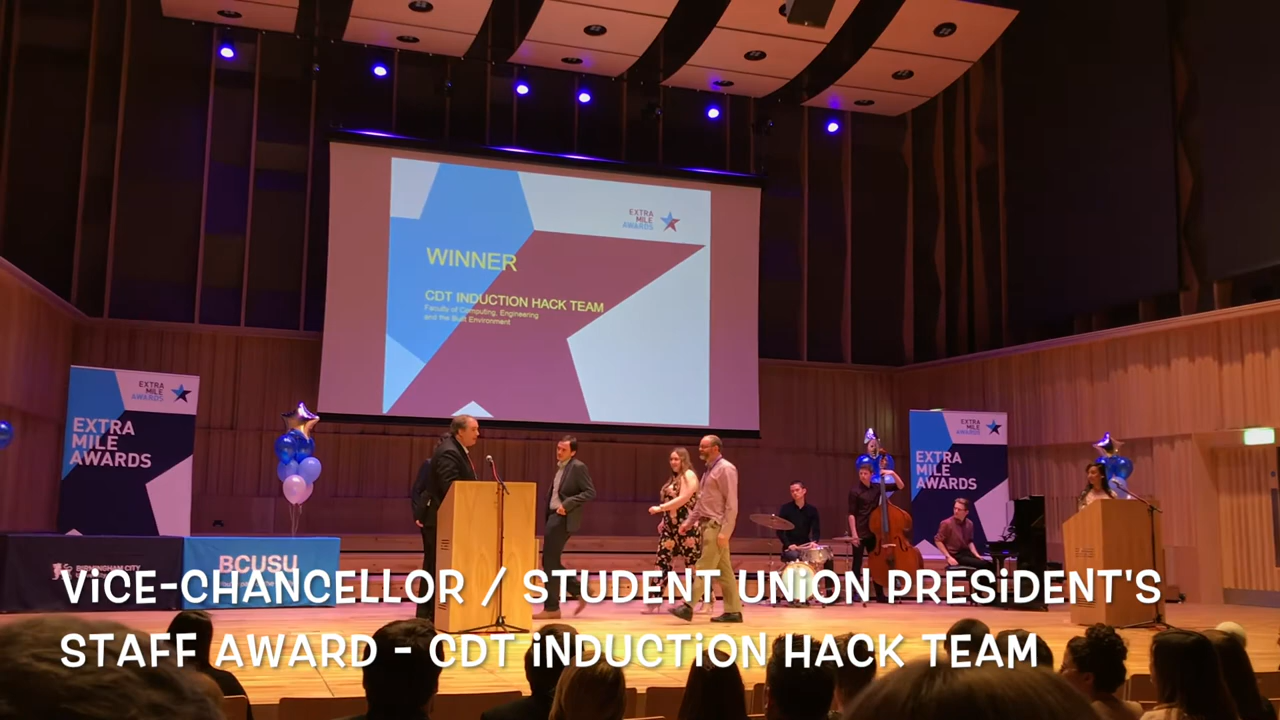 EXTRA
MILE
AWARDS
WINNER
CDT INDUCTION HACK TEAM
Faculty of Computing, Engineering
and the Built Environment
EXTRA
MILE
AWARDS
EXTRA
MILE
AWARDS
EXTRA
MILE
AWARDS
EXTRA
MILE
AWARDS
BIRMINGHAM CITY
BCUSU
VICE-CHANCELLOR / STUDENT UNION PRESIDENT'S
STAFF AWARD - CDT INDUCTION HACK TEAM